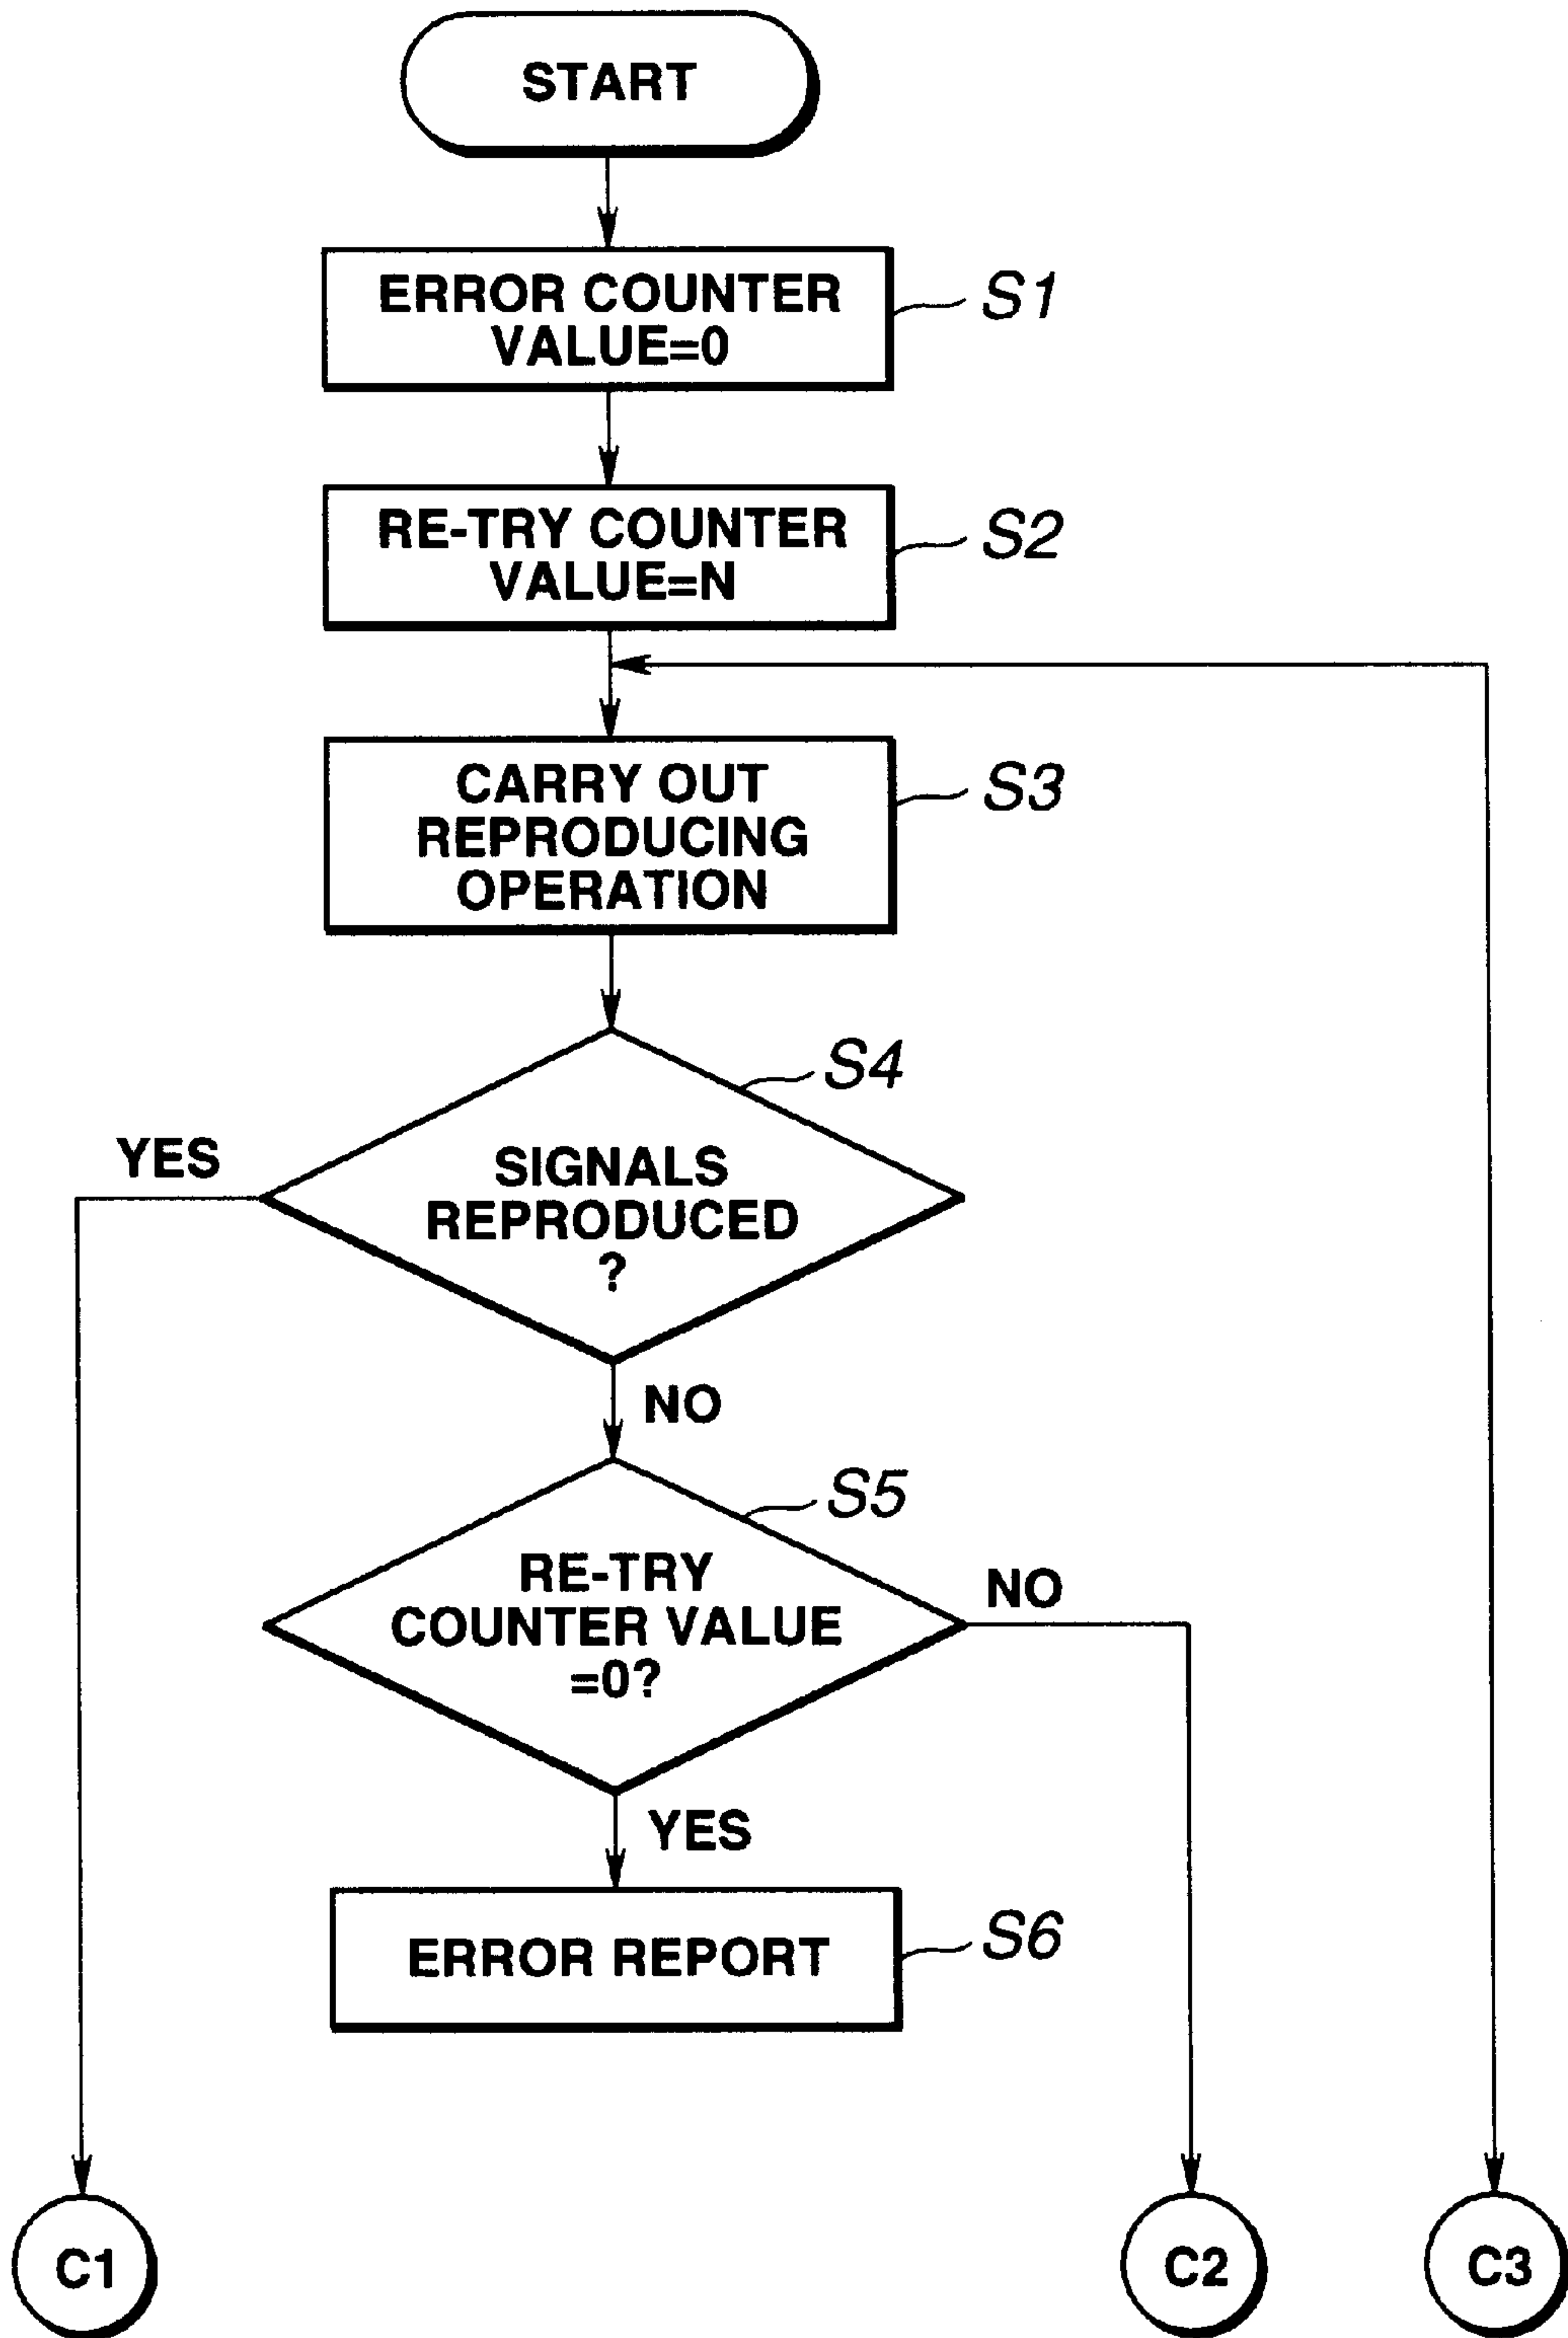 START
ERROR COUNTER
VALUE=0
S1
RE-TRY COUNTER
VALUE=N
S2
CARRY OUT
REPRODUCING
OPERATION
S3
S4
YES
SIGNALS
REPRODUCED
?
NO
S5
RE-TRY
COUNTER VALUE
=0?
NO
YES
ERROR REPORT
S6
C1
C2
C3